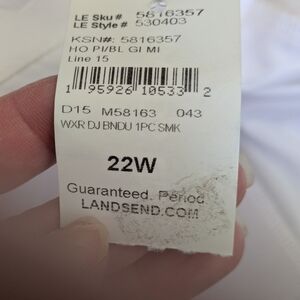 LE Sku # 5816357
LE Style # 530403
KSN#: 5816357
HO PI/BL GI MI
Line 15
1 95926 10533 2
D15 M58163 043
WXR DJ BNDU 1PC SMK
22W
Guaranteed. Period.
LANDSEND.COM